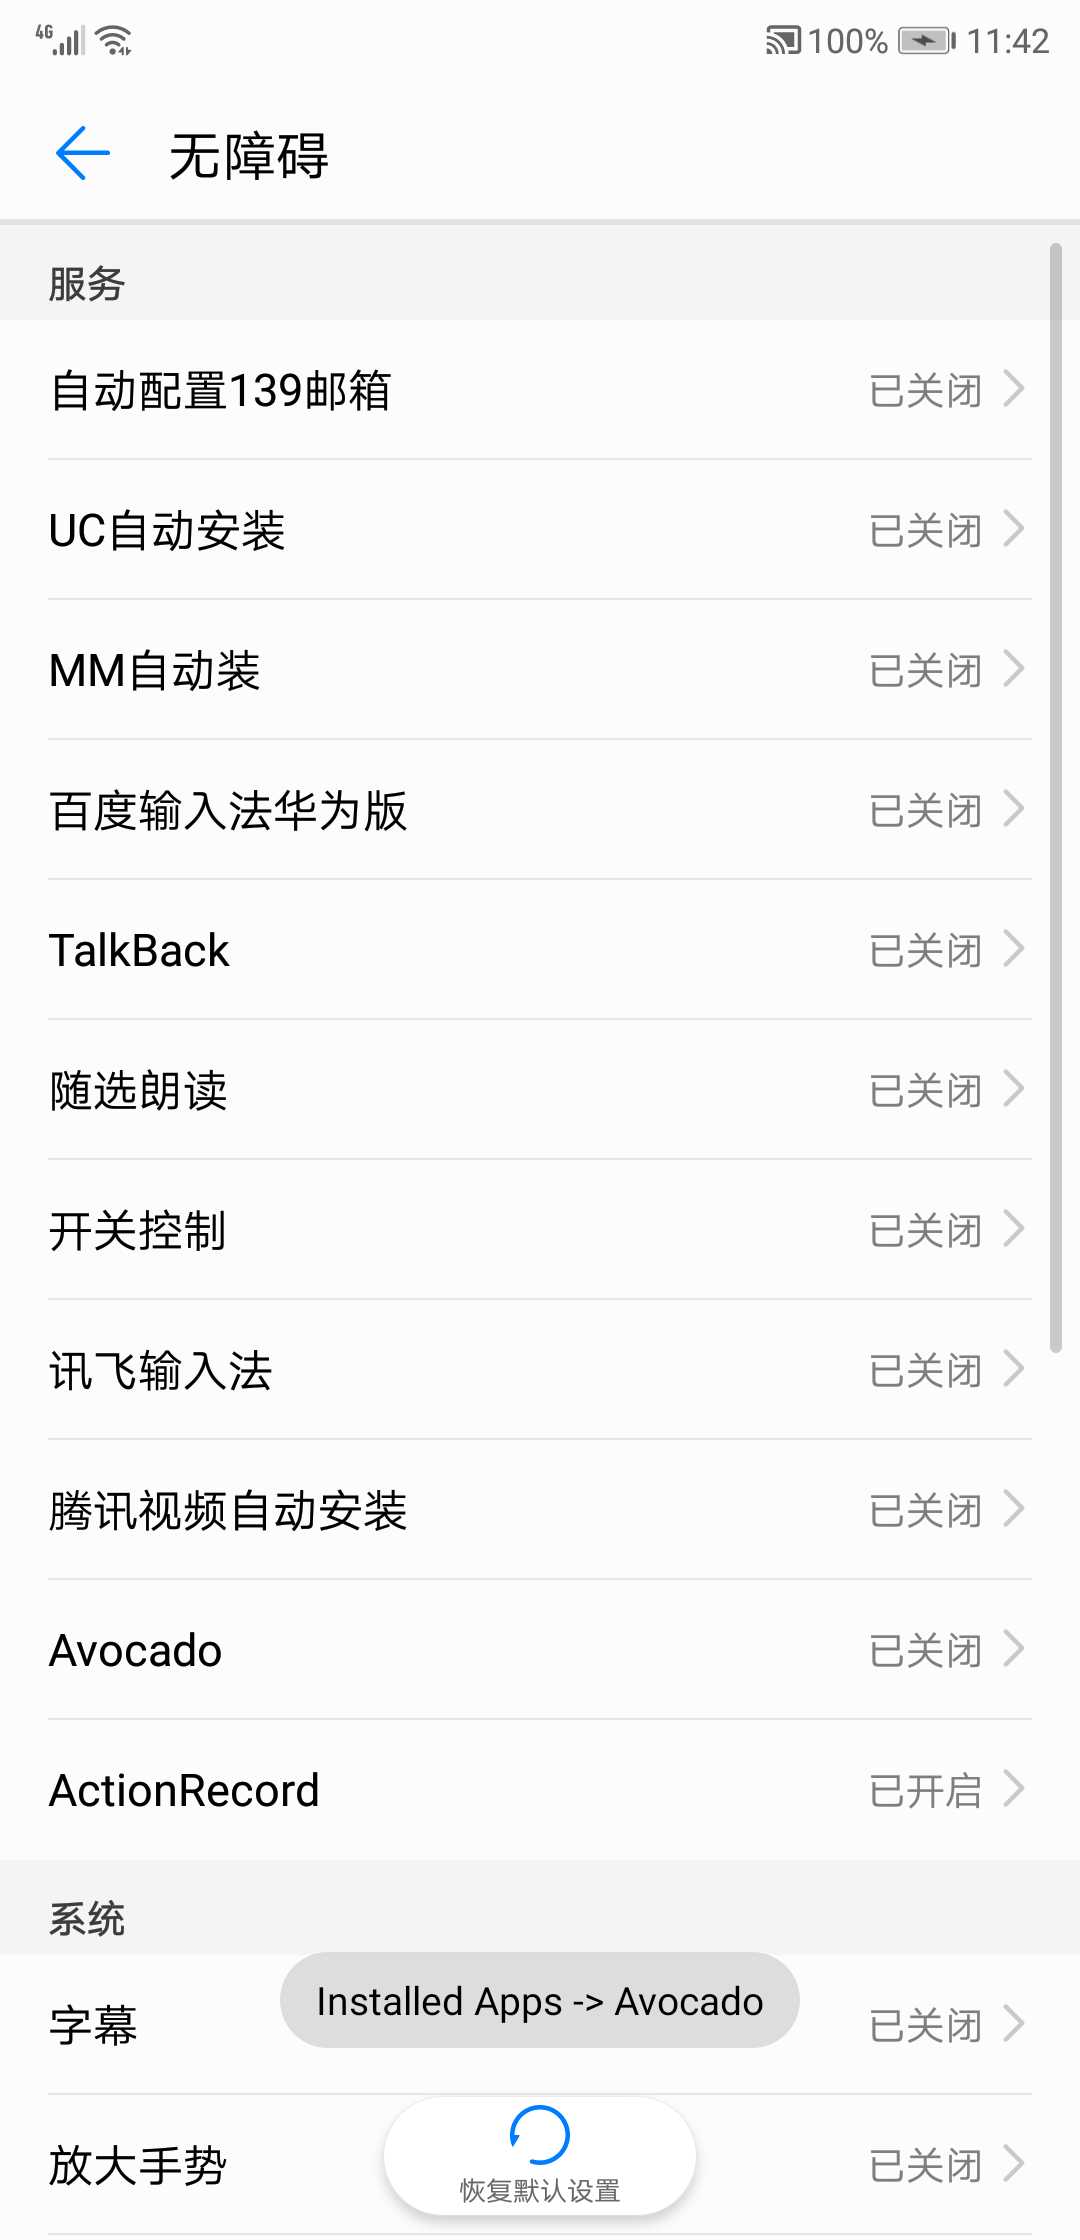 4G 100% 11:42
无障碍
服务
自动配置139邮箱 已关闭
UC自动安装 已关闭
MM自动装 已关闭
百度输入法华为版 已关闭
TalkBack 已关闭
随选朗读 已关闭
开关控制 已关闭
讯飞输入法 已关闭
腾讯视频自动安装 已关闭
Avocado 已关闭
ActionRecord 已开启
系统
Installed Apps -> Avocado
字幕 已关闭
放大手势 已关闭
恢复默认设置